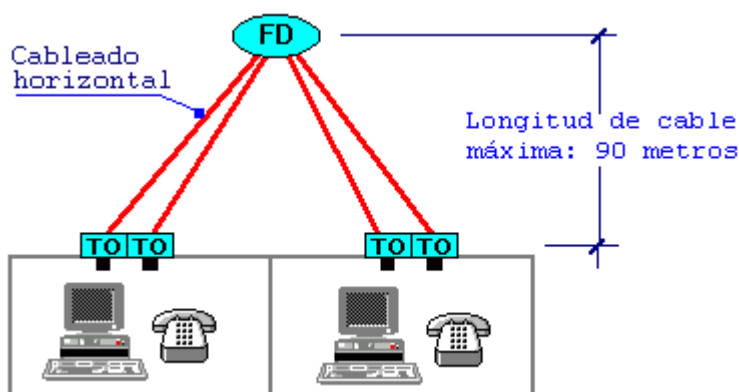 FD
Cableado
horizontal
Longitud de cable
máxima: 90 metros
TO TO
TO TO